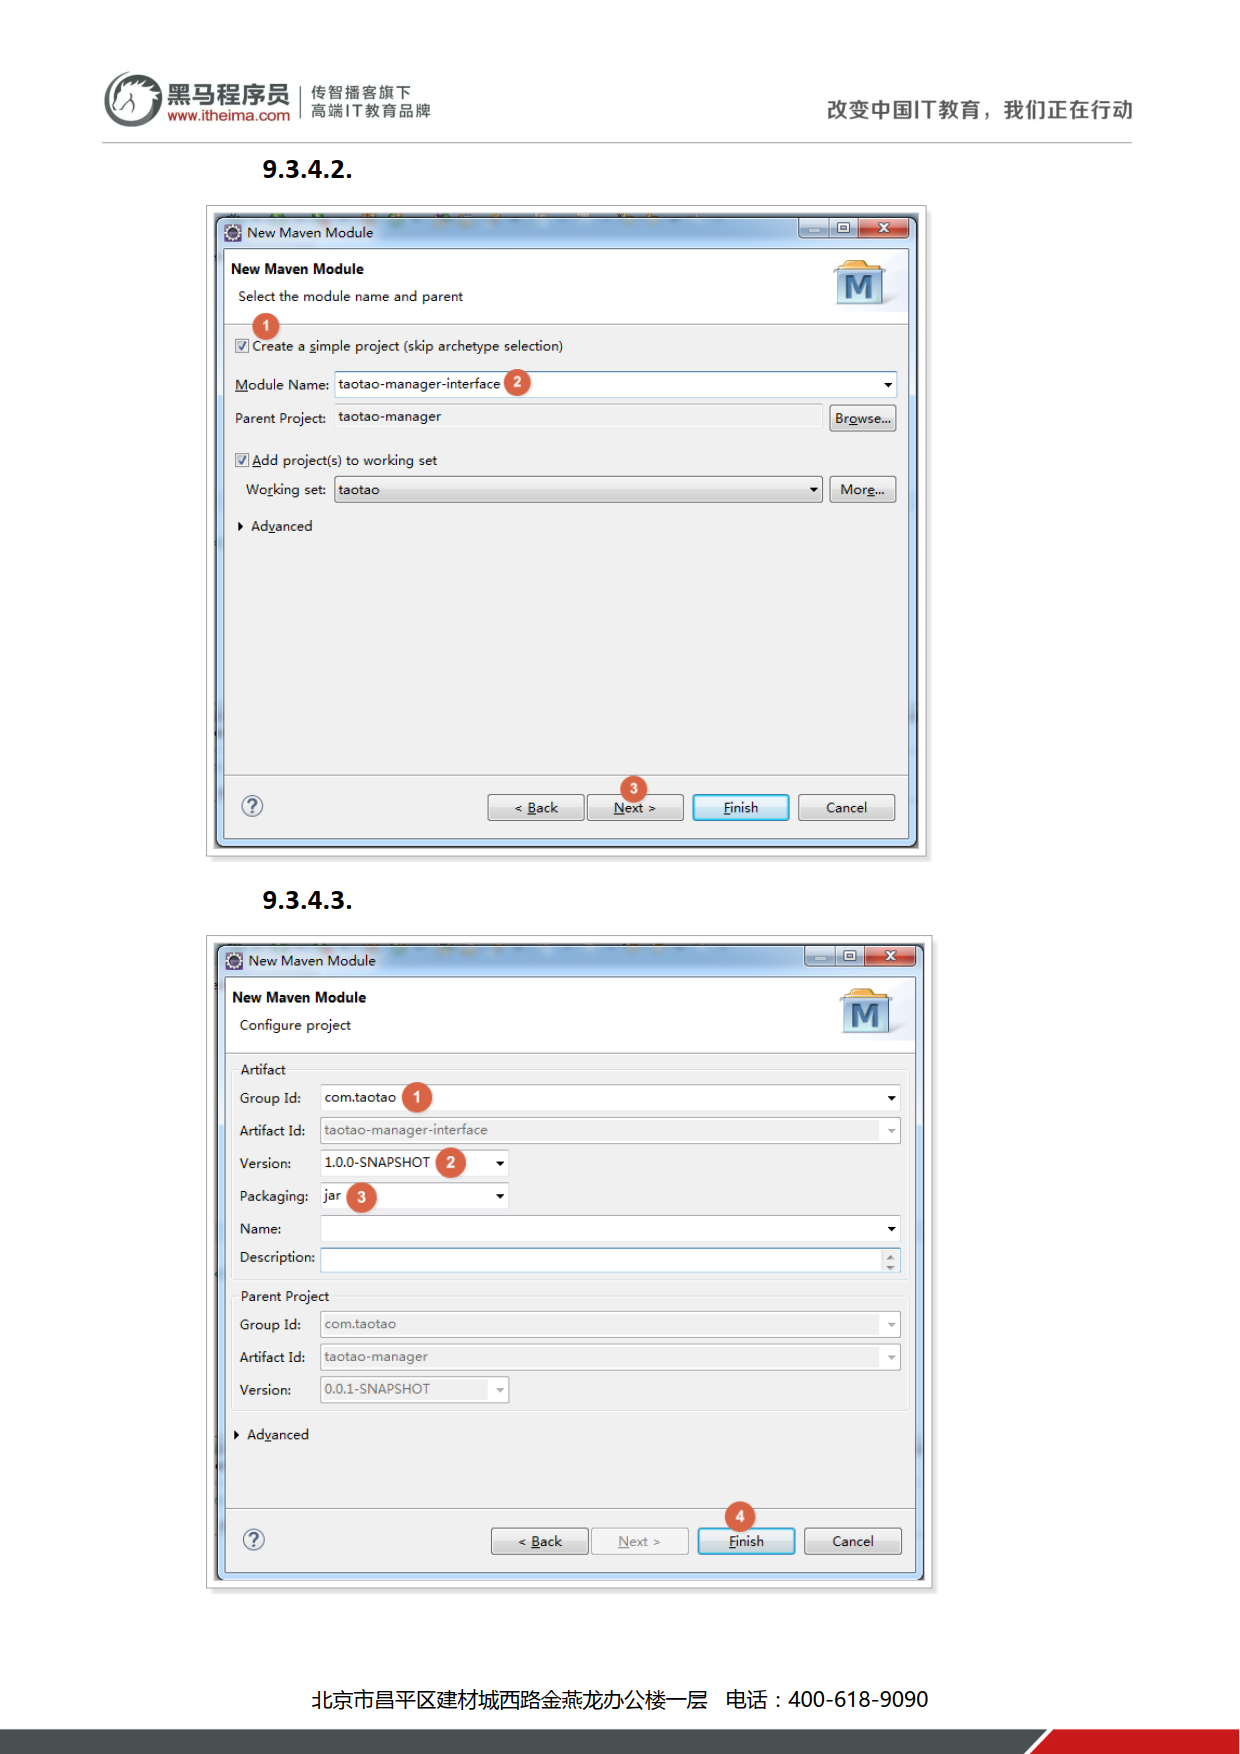 黑马程序员
www.itheima.com
传智播客旗下
高端IT教育品牌
改变中国IT教育，我们正在行动
9.3.4.2.
New Maven Module
New Maven Module
Select the module name and parent
1
Create a simple project (skip archetype selection)
Module Name: taotao-manager-interface 2
Parent Project: taotao-manager Browse...
Add project(s) to working set
Working set: taotao More...
Advanced
3
< Back Next > Finish Cancel
9.3.4.3.
New Maven Module
New Maven Module
Configure project
Artifact
Group Id: com.taotao 1
Artifact Id: taotao-manager-interface
Version: 1.0.0-SNAPSHOT 2
Packaging: jar 3
Name:
Description:
Parent Project
Group Id: com.taotao
Artifact Id: taotao-manager
Version: 0.0.1-SNAPSHOT
Advanced
4
< Back Next > Finish Cancel
北京市昌平区建材城西路金燕龙办公楼一层 电话：400-618-9090